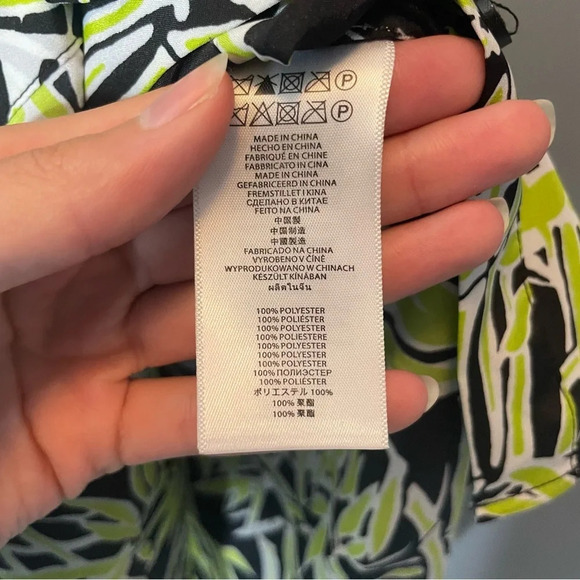 P
P
MADE IN CHINA
HECHO EN CHINA
FABRIQUÉ EN CHINE
FABBRICATO IN CINA
MADE IN CHINA
GEFABRICEERD IN CHINA
FREMSTILLET I KINA
СДЕЛАНО В КИТАЕ
FEITO NA CHINA
中国製
中国制造
中國製造
FABRICADO NA CHINA
VYROBENO V ČÍNĚ
WYPRODUKOWANO W CHINACH
KÉSZÜLT KÍNÁBAN
ผลิตในจีน
100% POLYESTER
100% POLIÉSTER
100% POLYESTER
100% POLIESTERE
100% POLYESTER
100% POLYESTER
100% POLYESTER
100% ПОЛИЭСТЕР
100% POLIÉSTER
ポリエステル 100%
100% 聚酯
100% 聚酯